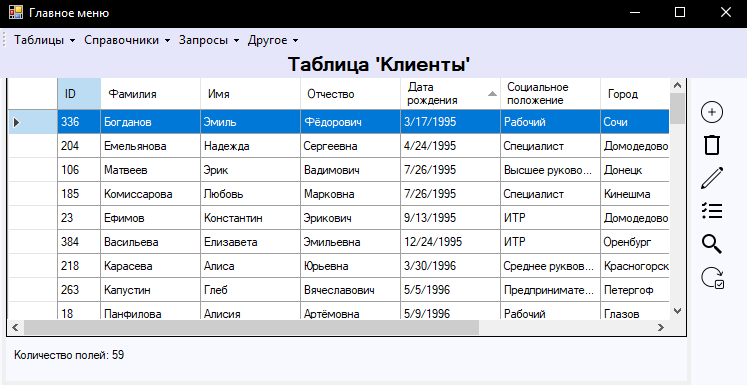 Главное меню
Таблицы Справочники Запросы Другое
Таблица 'Клиенты'
ID Фамилия Имя Отчество Дата рождения Социальное положение Город
336 Богданов Эмиль Фёдорович 3/17/1995 Рабочий Сочи
204 Емельянова Надежда Сергеевна 4/24/1995 Специалист Домодедово
106 Матвеев Эрик Вадимович 7/26/1995 Высшее руково... Донецк
185 Комиссарова Любовь Марковна 7/26/1995 Специалист Кинешма
23 Ефимов Константин Эрикович 9/13/1995 ИТР Домодедово
384 Васильева Елизавета Эмильевна 12/24/1995 ИТР Оренбург
218 Карасева Алиса Юрьевна 3/30/1996 Среднее руквов... Красногорск
263 Капустин Глеб Вячеславович 5/5/1996 Предпринимате... Петергоф
18 Панфилова Алисия Артёмовна 5/9/1996 Рабочий Глазов
Количество полей: 59